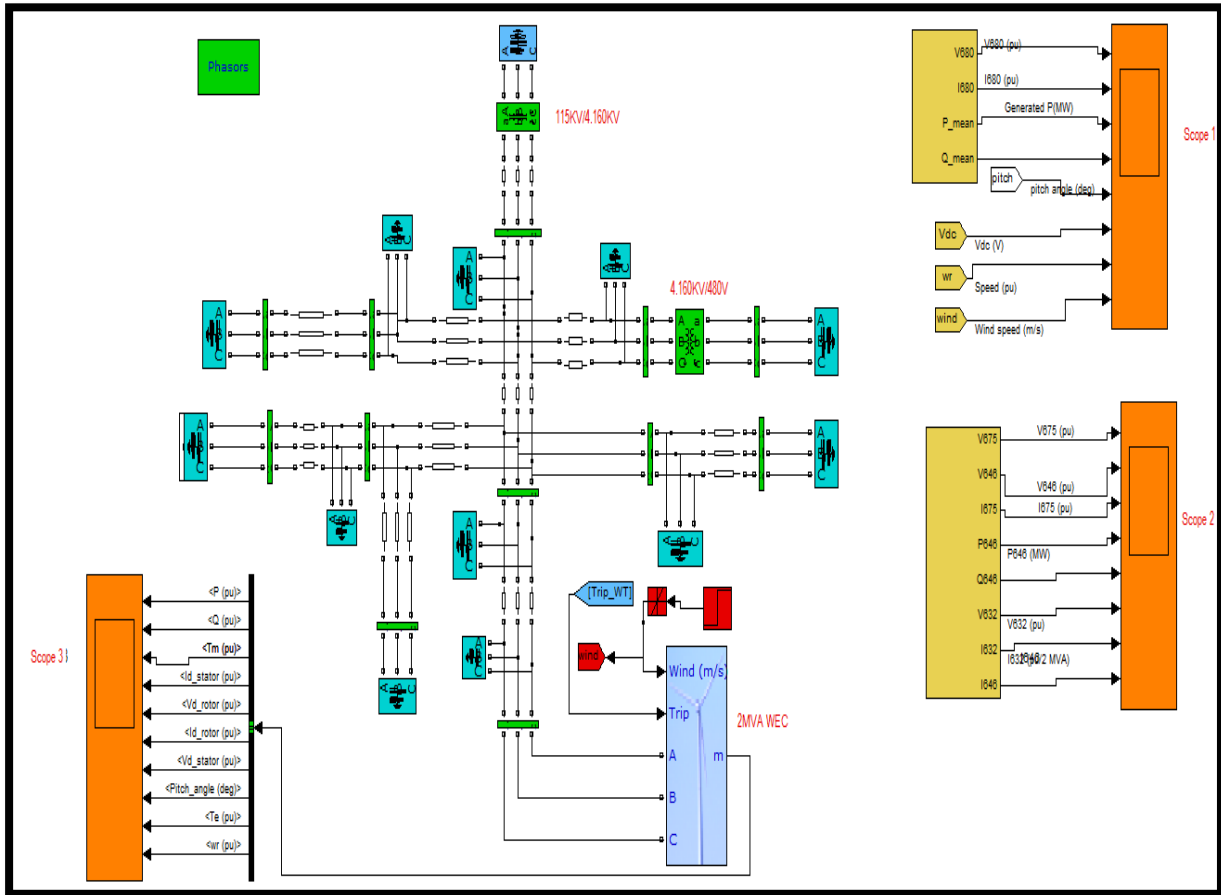 Phasors
115KV/4.160KV
4.160KV/480V
A
B
C
A
B
C
A
B
C
A a
B b
C c
A
B
C
A
B
C
A
B
C
A
B
C
A
B
C
[Trip_WT]
wind
Wind (m/s)
Trip
A
m
B
C
2MVA WEC
V680
V680 (pu)
I680
I680 (pu)
P_mean
Generated P(MW)
Q_mean
pitch
pitch angle (deg)
Vdc
Vdc (V)
wr
Speed (pu)
wind
Wind speed (m/s)
Scope 1
V675
V675 (pu)
V646
V646 (pu)
I675
I675 (pu)
P646
P646 (MW)
Q646
V632
V632 (pu)
I632
I646
Scope 2
Scope 3
<P (pu)>
<Q (pu)>
<Tm (pu)>
<Id_stator (pu)>
<Vd_rotor (pu)>
<Id_rotor (pu)>
<Vd_stator (pu)>
<Pitch_angle (deg)>
<Te (pu)>
<wr (pu)>